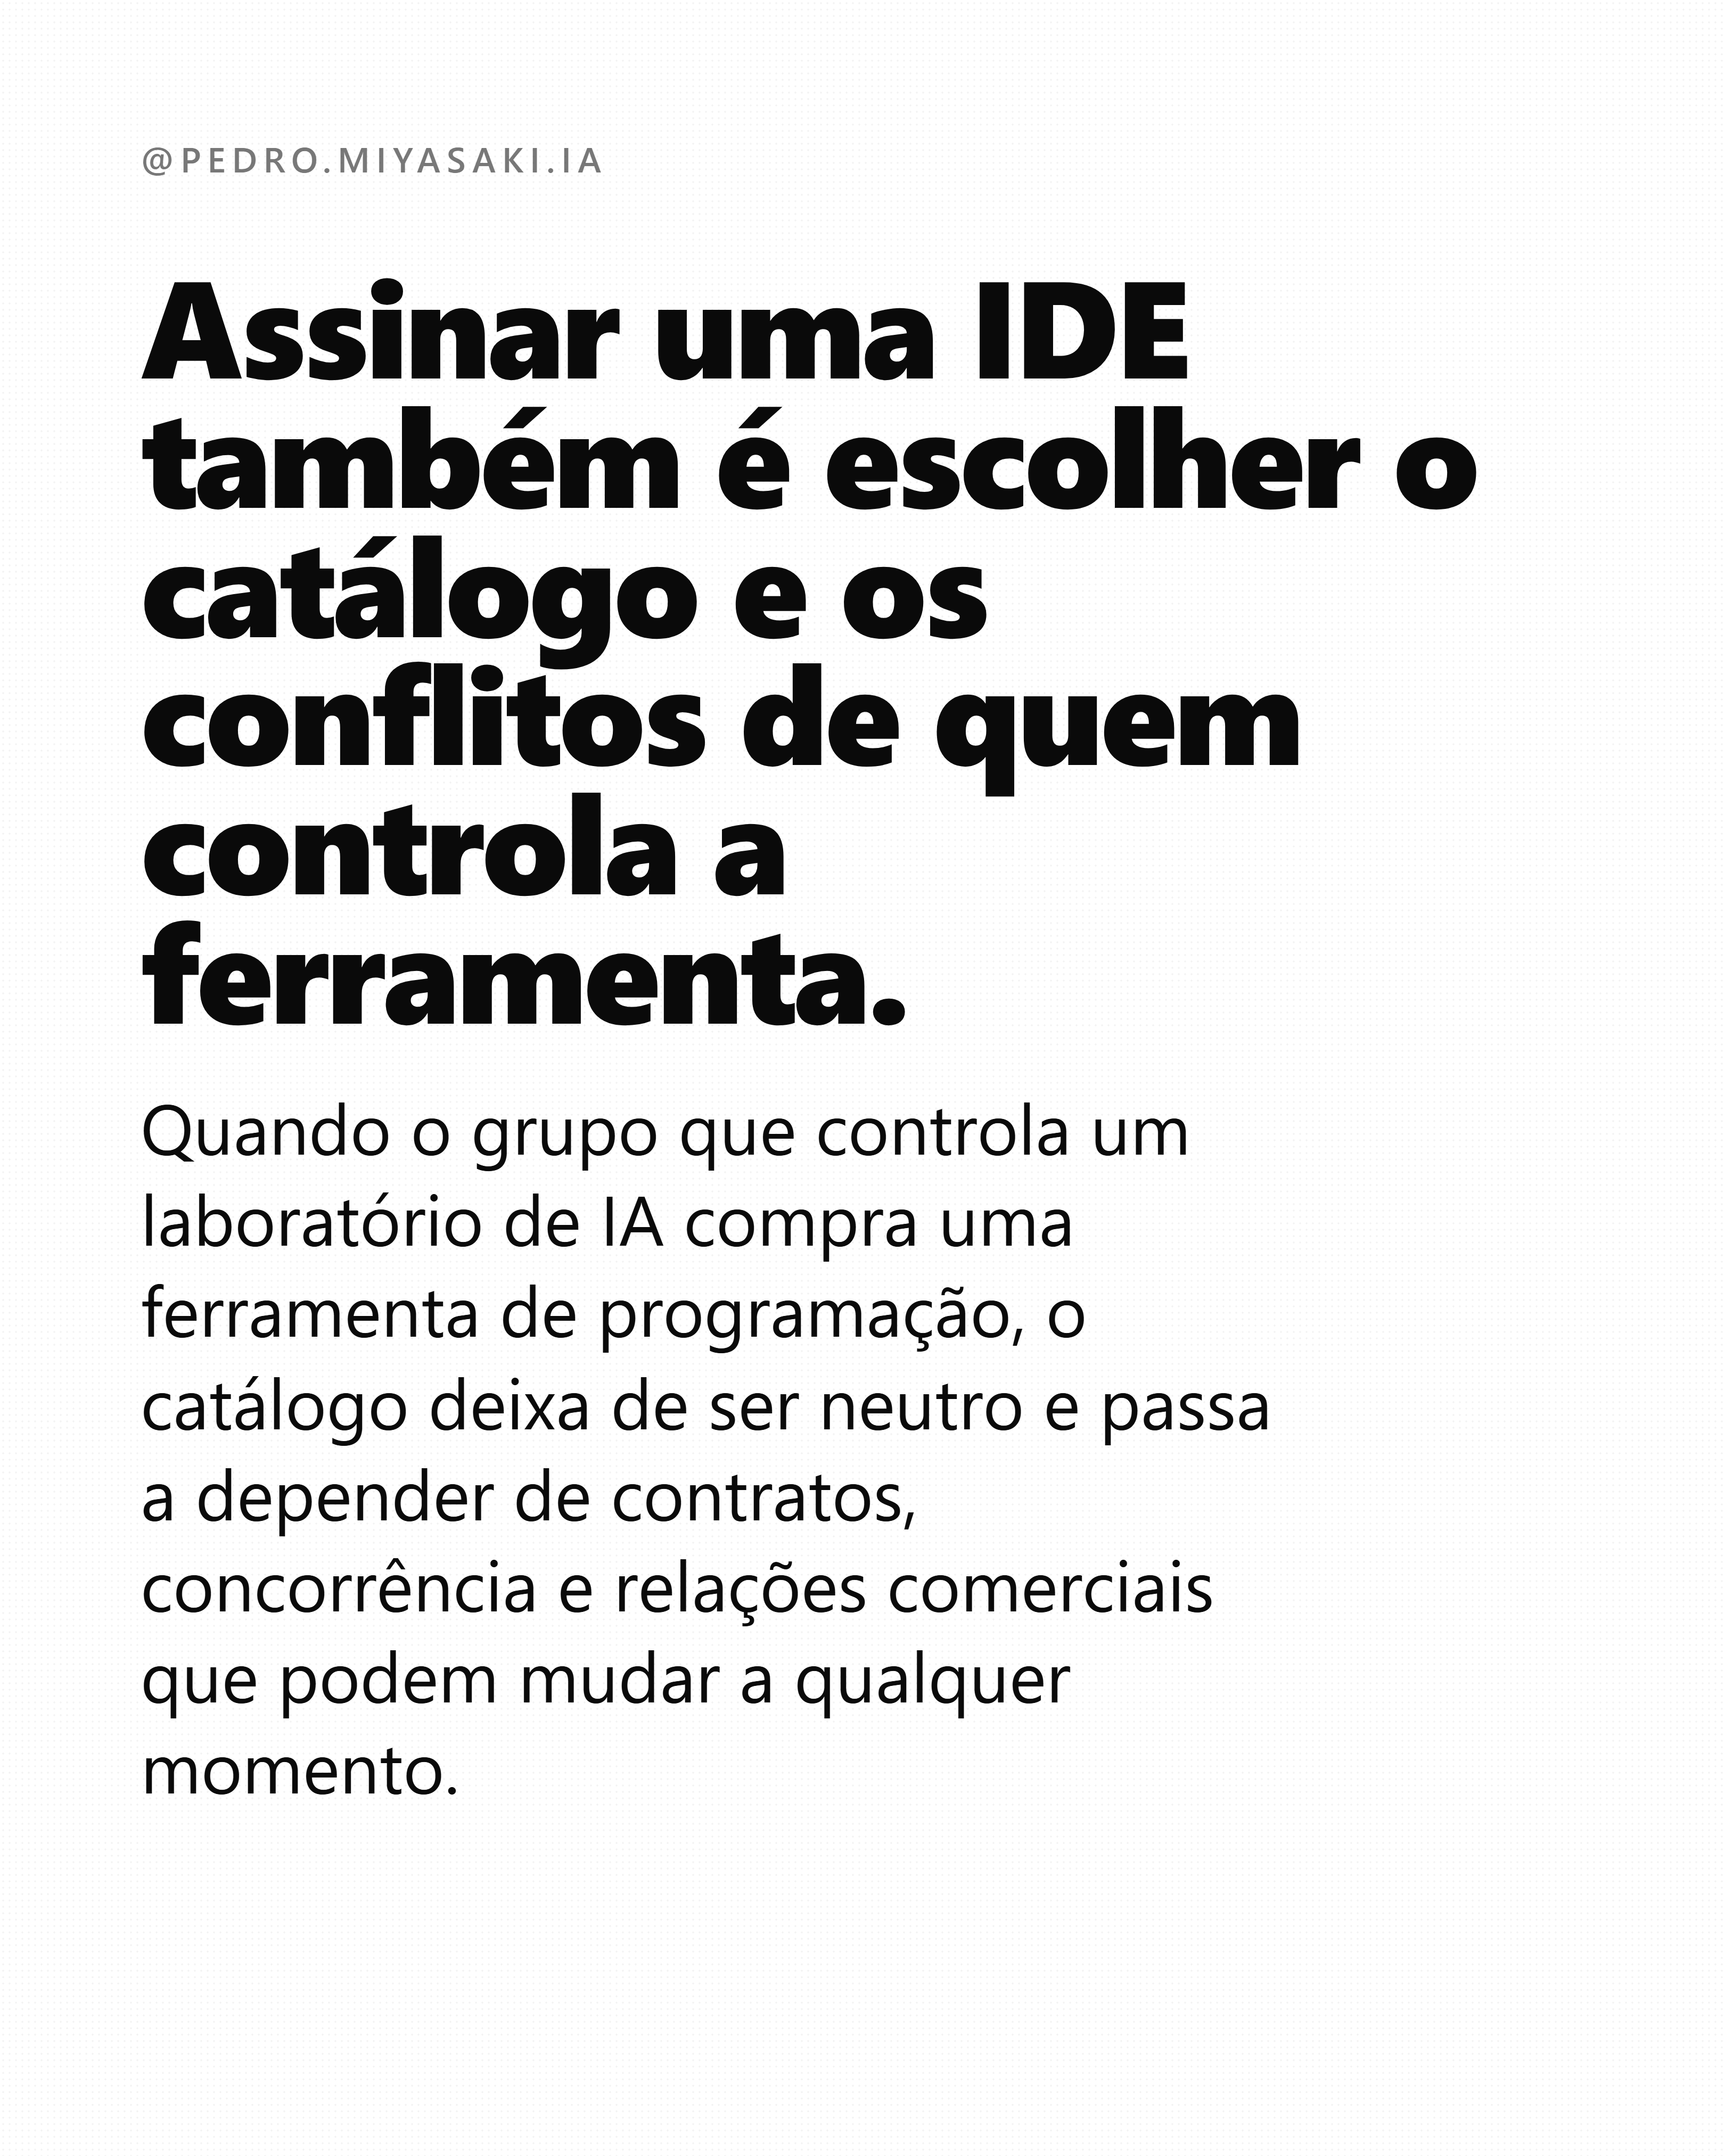 @PEDRO.MIYASAKI.IA
Assinar uma IDE
também é escolher o
catálogo e os
conflitos de quem
controla a
ferramenta.
Quando o grupo que controla um
laboratório de IA compra uma
ferramenta de programação, o
catálogo deixa de ser neutro e passa
a depender de contratos,
concorrência e relações comerciais
que podem mudar a qualquer
momento.